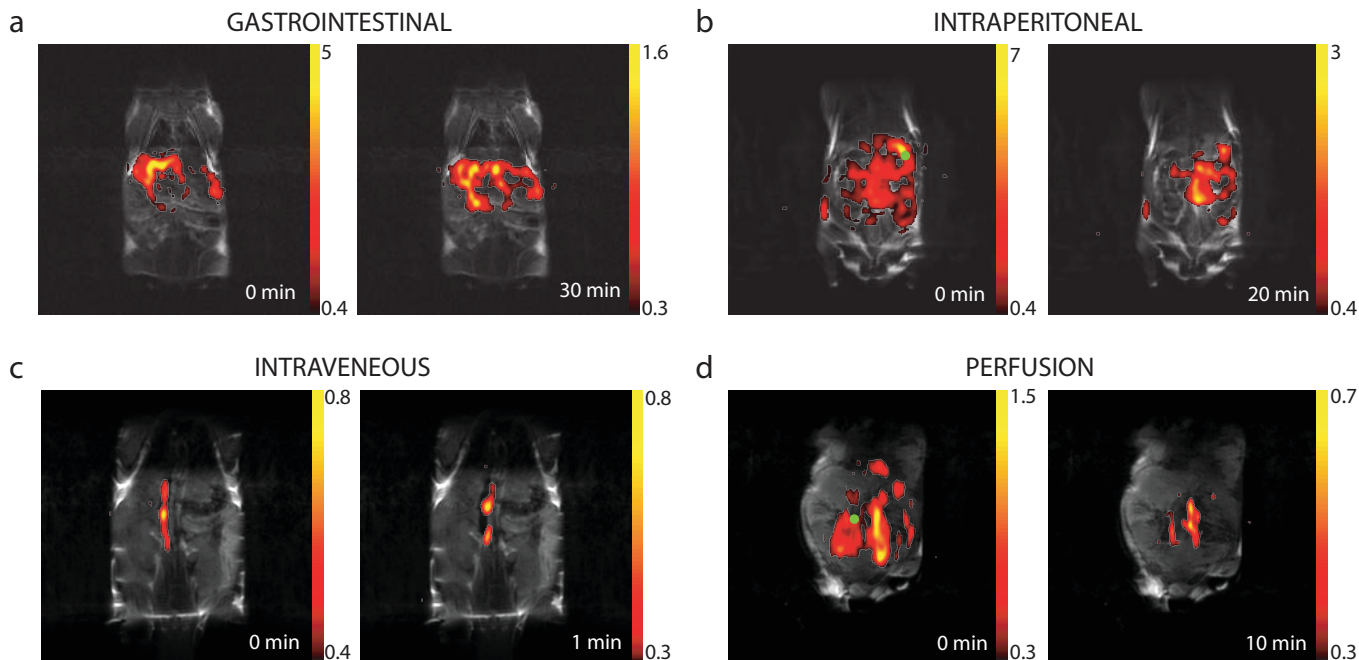 a
GASTROINTESTINAL
5
0.4
0 min
1.6
0.3
30 min
b
INTRAPERITONEAL
7
0.4
0 min
3
0.4
20 min
c
INTRAVENEOUS
0.8
0.4
0 min
0.8
0.3
1 min
d
PERFUSION
1.5
0.3
0 min
0.7
0.3
10 min